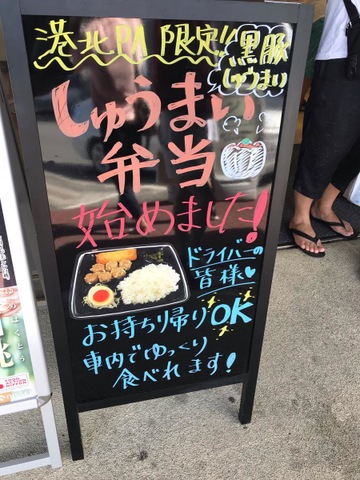 港北PA限定!!
黒豚
しゅうまい
しゅうまい
弁当
始めました!
ドライバーの
皆様♥
お持ち帰りOK
車内でゆっくり
食べれます!